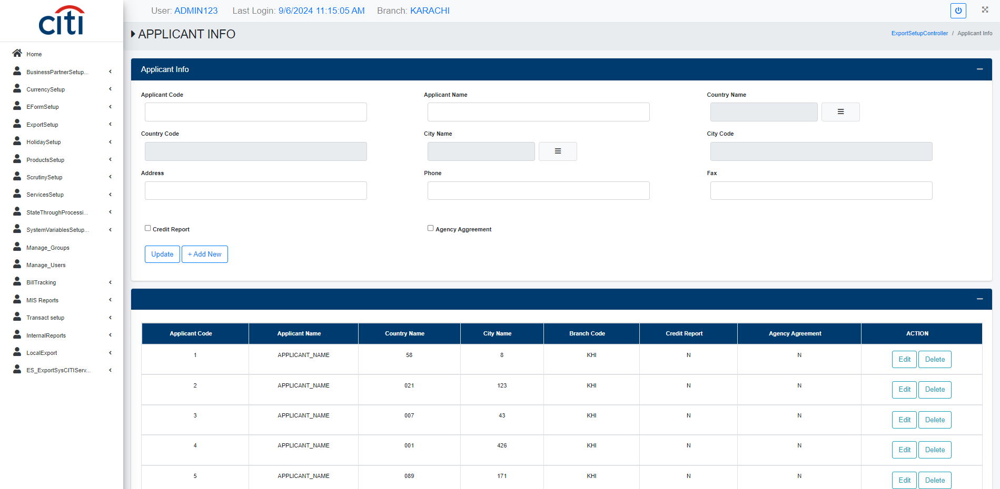 citi
User: ADMIN123 Last Login: 9/6/2024 11:15:05 AM Branch: KARACHI
APPLICANT INFO
ExportSetupController / Applicant Info
Home
BusinessPartnerSetup...
CurrencySetup
EFormSetup
ExportSetup
HolidaySetup
ProductsSetup
ScrutinySetup
ServicesSetup
StateThroughProcessi...
SystemVariablesSetup...
Manage_Groups
Manage_Users
BillTracking
MIS Reports
Transact setup
InternalReports
LocalExport
ES_ExportSysCITIServ...
Applicant Info
Applicant Code Applicant Name Country Name
Country Code City Name City Code
Address Phone Fax
Credit Report Agency Aggreement
Update + Add New
Applicant Code Applicant Name Country Name City Name Branch Code Credit Report Agency Agreement ACTION
1 APPLICANT_NAME 58 8 KHI N N Edit Delete
2 APPLICANT_NAME 021 123 KHI N N Edit Delete
3 APPLICANT_NAME 007 43 KHI N N Edit Delete
4 APPLICANT_NAME 001 426 KHI N N Edit Delete
5 APPLICANT_NAME 089 171 KHI N N Edit Delete